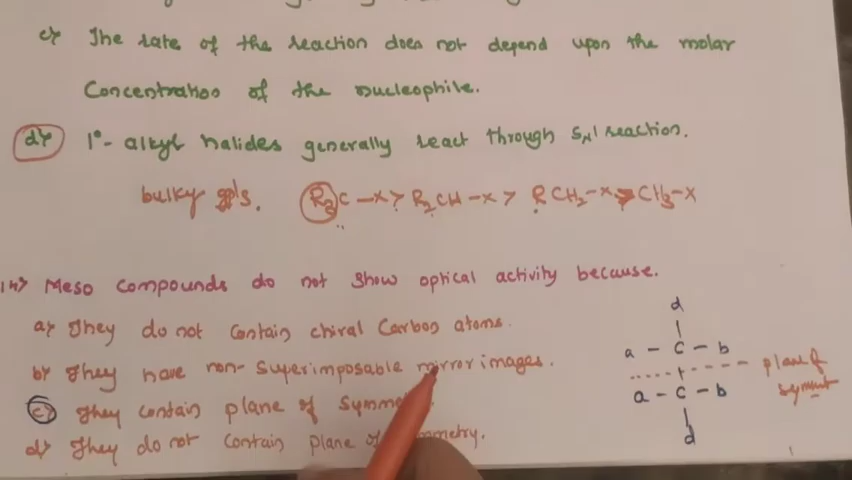 c) The rate of the reaction does not depend upon the molar
Concentration of the nucleophile.
d) 1°- alkyl halides generally react through SN1 reaction.
bulky gps. R3C-X > R2CH-X > RCH2-X > CH3-X
14) Meso compounds do not show optical activity because.
a) They do not contain chiral Carbon atoms.
b) They have non-Superimposable mirror images.
c) They contain plane of Symme
d) They do not contain plane of mmetry.
d
a - C - b
plane of
a - C - b
d